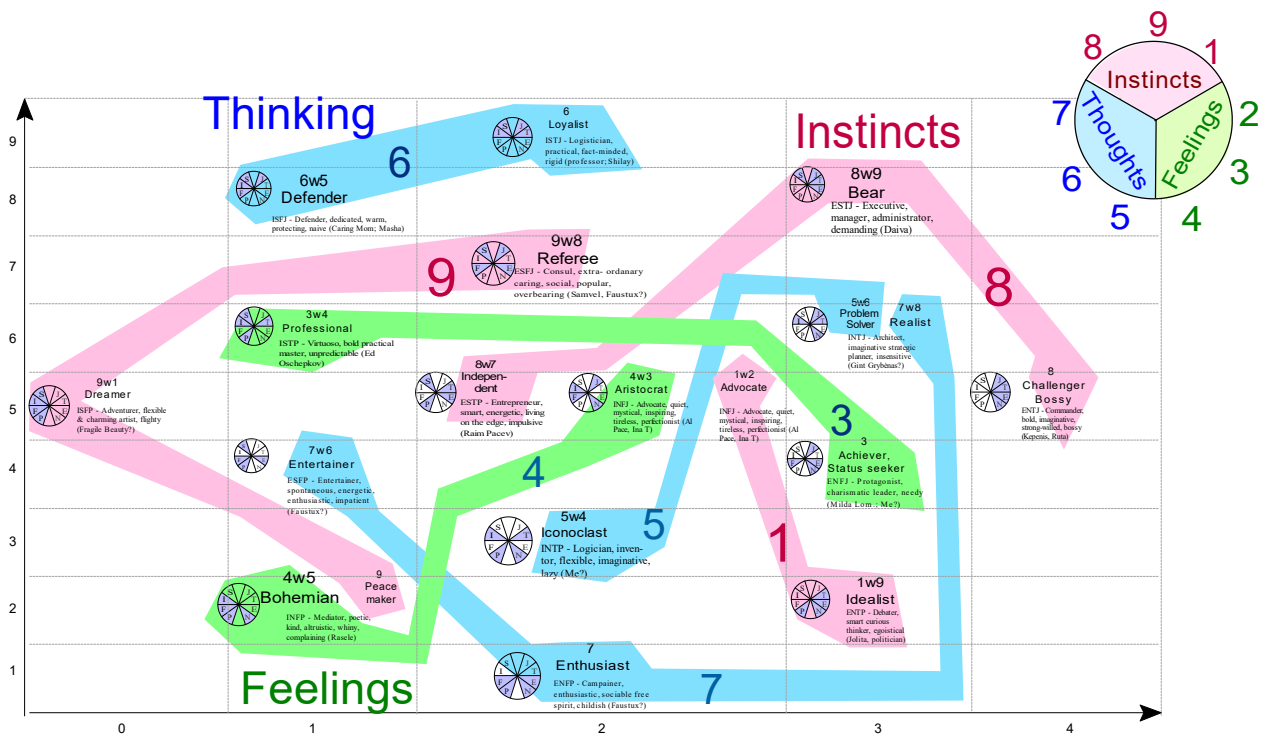 Thinking
Instincts
Feelings
9
8
1
7
2
6
3
5
4
Instincts
Thoughts
Feelings
9
8
7
6
5
4
3
2
1
0
1
2
3
4
6
9
8
3
4
5
1
7
6
Loyalist
ISTJ - Logistician,
practical, fact-minded,
rigid (professor; Shilay)
6w5
Defender
ISFJ - Defender, dedicated, warm,
protecting, naive (Caring Mom; Masha)
8w9
Bear
ESTJ - Executive,
manager, administrator,
demanding (Daiva)
9w8
Referee
ESFJ - Consul, extra- ordanary
caring, social, popular,
overbearing (Samvel, Faustux?)
3w4
Professional
ISTP - Virtuoso, bold practical
master, unpredictable (Ed
Oschepkov)
5w6
Problem
Solver
INTJ - Architect,
imaginative strategic
planner, insensitive
(Gint Grybėnas?)
7w8
Realist
9w1
Dreamer
ISFP - Adventurer, flexible
& charming artist, flighty
(Fragile Beauty?)
8w7
Indepen-
dent
ESTP - Entrepreneur,
smart, energetic, living
on the edge, impulsive
(Raim Pacev)
4w3
Aristocrat
INFJ - Advocate, quiet,
mystical, inspiring,
tireless, perfectionist (Al
Pace, Ina T)
1w2
Advocate
INFJ - Advocate, quiet,
mystical, inspiring,
tireless, perfectionist (Al
Pace, Ina T)
8
Challenger
Bossy
ENTJ - Commander,
bold, imaginative,
strong-willed, bossy
(Kepenis, Ruta)
7w6
Entertainer
ESFP - Entertainer,
spontaneous, energetic,
enthusiastic, impatient
(Faustux?)
3
Achiever,
Status seeker
ENFJ - Protagonist,
charismatic leader, needy
(Milda Lom.; Me?)
5w4
Iconoclast
INTP - Logician, inven-
tor, flexible, imaginative,
lazy (Me?)
9
Peace
maker
4w5
Bohemian
INFP - Mediator, poetic,
kind, altruistic, whiny,
complaining (Rasele)
1w9
Idealist
ENTP - Debater,
smart curious
thinker, egoistical
(Jolita, politician)
7
Enthusiast
ENFP - Campainer,
enthusiastic, sociable free
spirit, childish (Faustux?)